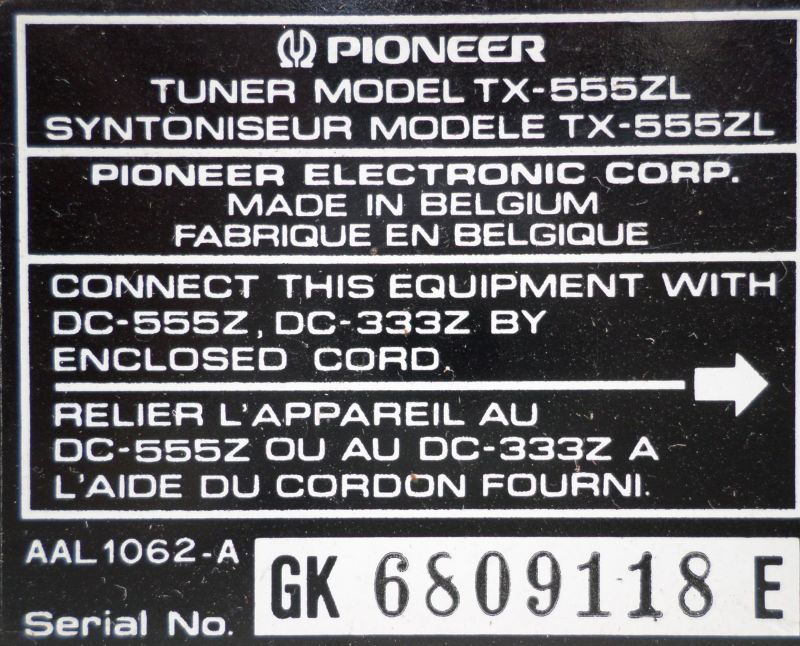 PIONEER
TUNER MODEL TX-555ZL
SYNTONISEUR MODELE TX-555ZL
PIONEER ELECTRONIC CORP.
MADE IN BELGIUM
FABRIQUE EN BELGIQUE
CONNECT THIS EQUIPMENT WITH
DC-555Z, DC-333Z BY
ENCLOSED CORD
RELIER L'APPAREIL AU
DC-555Z OU AU DC-333Z A
L'AIDE DU CORDON FOURNI.
AAL1062-A
Serial No. GK 6809118 E